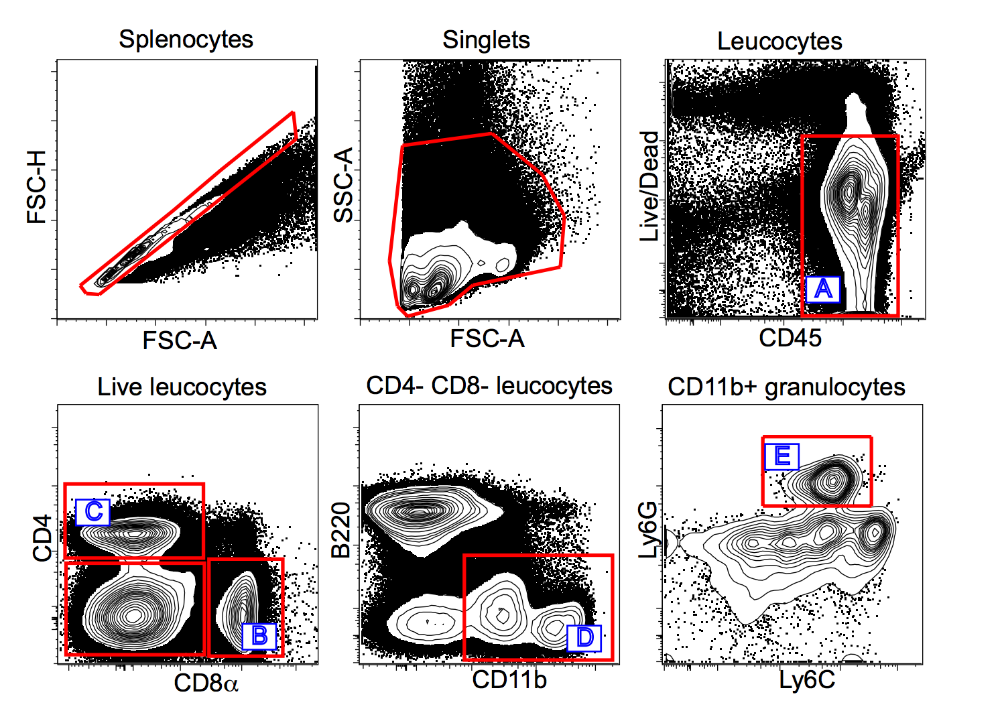 Splenocytes
Singlets
Leucocytes
FSC-H
SSC-A
Live/Dead
A
FSC-A
FSC-A
CD45
Live leucocytes
CD4- CD8- leucocytes
CD11b+ granulocytes
CD4
B220
Ly6G
C
E
B
D
CD8α
CD11b
Ly6C